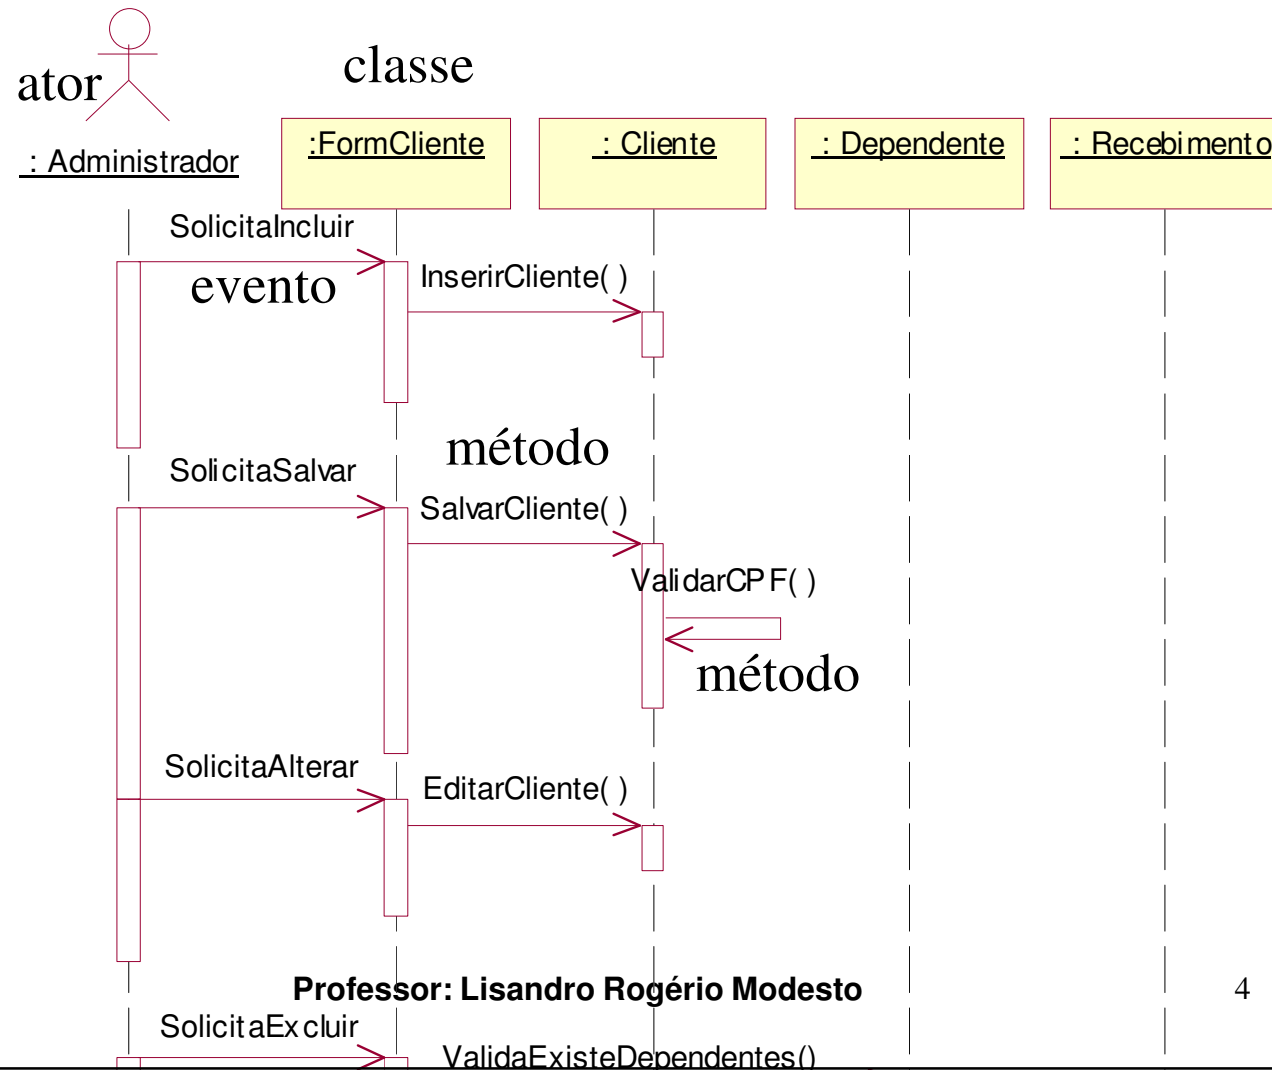 classe
ator
: Administrador
:FormCliente
: Cliente
: Dependente
: Recebimento
SolicitaIncluir
evento
InserirCliente( )
método
SolicitaSalvar
SalvarCliente( )
ValidarCPF( )
método
SolicitaAlterar
EditarCliente( )
Professor: Lisandro Rogério Modesto
4
SolicitaExcluir
ValidaExisteDependentes()